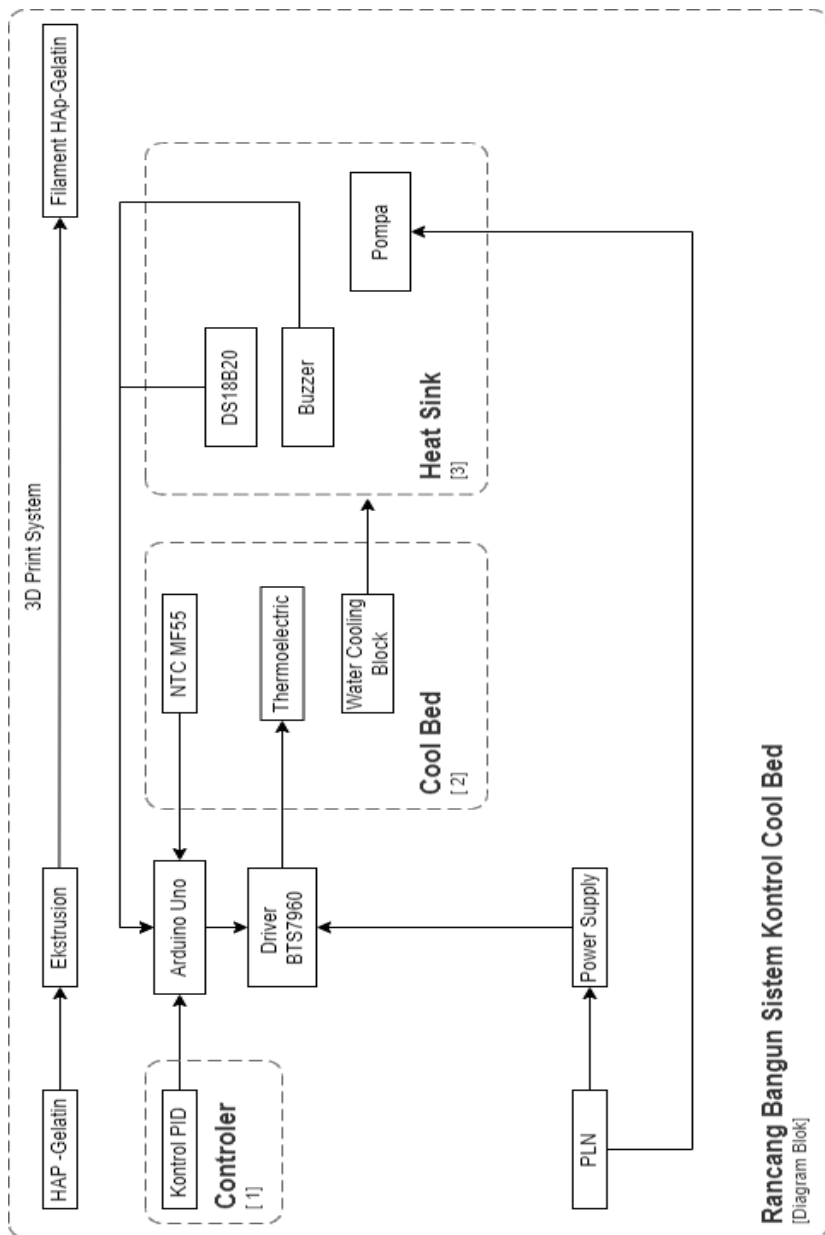 3D Print System
HAP -Gelatin
Ekstrusion
Filament HAp-Gelatin
Kontrol PID
Controler
[ 1]
Arduino Uno
Driver
BTS7960
NTC MF55
Thermoelectric
Water Cooling
Block
Cool Bed
[ 2]
DS18B20
Buzzer
Pompa
Heat Sink
[3]
PLN
Power Supply
Rancang Bangun Sistem Kontrol Cool Bed
[Diagram Blok]